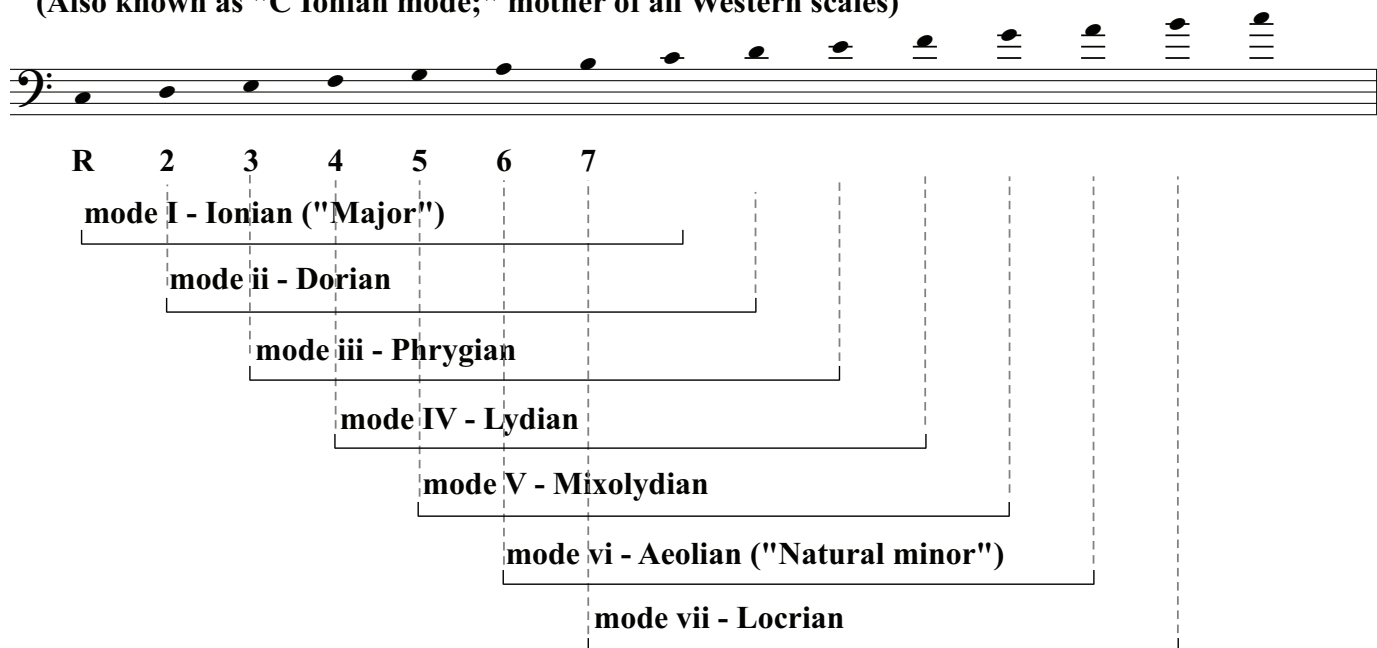 (Also known as "C Ionian mode;" mother of all Western scales)
R 2 3 4 5 6 7
mode I - Ionian ("Major")
mode ii - Dorian
mode iii - Phrygian
mode IV - Lydian
mode V - Mixolydian
mode vi - Aeolian ("Natural minor")
mode vii - Locrian